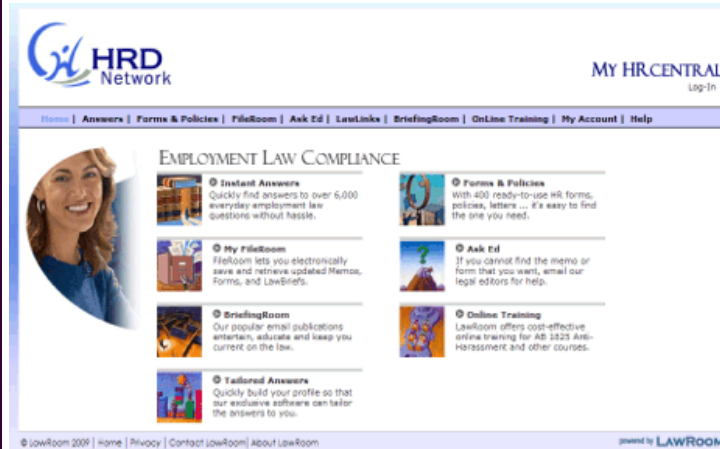 HRD
Network
MY HRCENTRAL
Log-In
Home | Answers | Forms & Policies | FileRoom | Ask Ed | LawLinks | BriefingRoom | OnLine Training | My Account | Help
EMPLOYMENT LAW COMPLIANCE
Instant Answers
Quickly find answers to over 6,000
everyday employment law
questions without hassle.
Forms & Policies
With 400 ready-to-use HR forms,
policies, letters ... it's easy to find
the one you need.
My FileRoom
FileRoom lets you electronically
save and retrieve updated Memos,
Forms, and LawBriefs.
Ask Ed
If you cannot find the memo or
form that you want, email our
legal editors for help.
BriefingRoom
Our popular email publications
entertain, educate and keep you
current on the law.
Online Training
LawRoom offers cost-effective
online training for AB 1825 Anti-
Harassment and other courses.
Tailored Answers
Quickly build your profile so that
our exclusive software can tailor
the answers to you.
© LawRoom 2009 | Home | Privacy | Contact LawRoom| About LawRoom
powered by LAWROOM